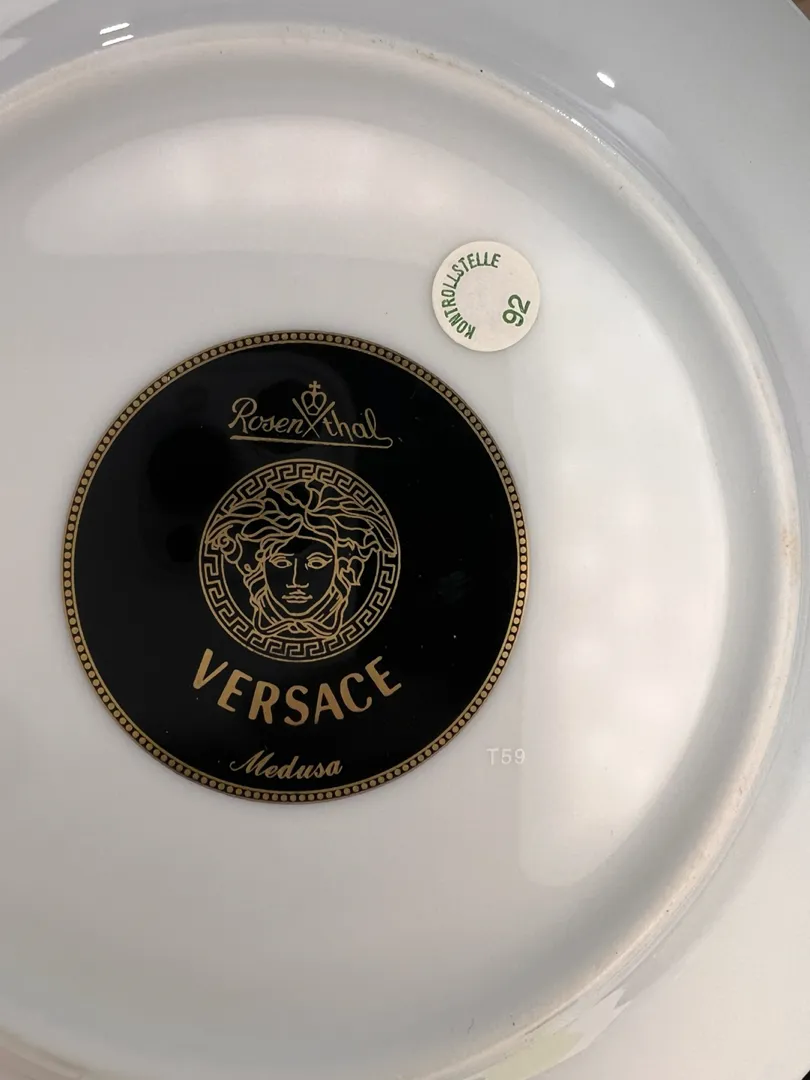 KONTROLLSTELLE
92
Rosenthal
VERSACE
Medusa
T59